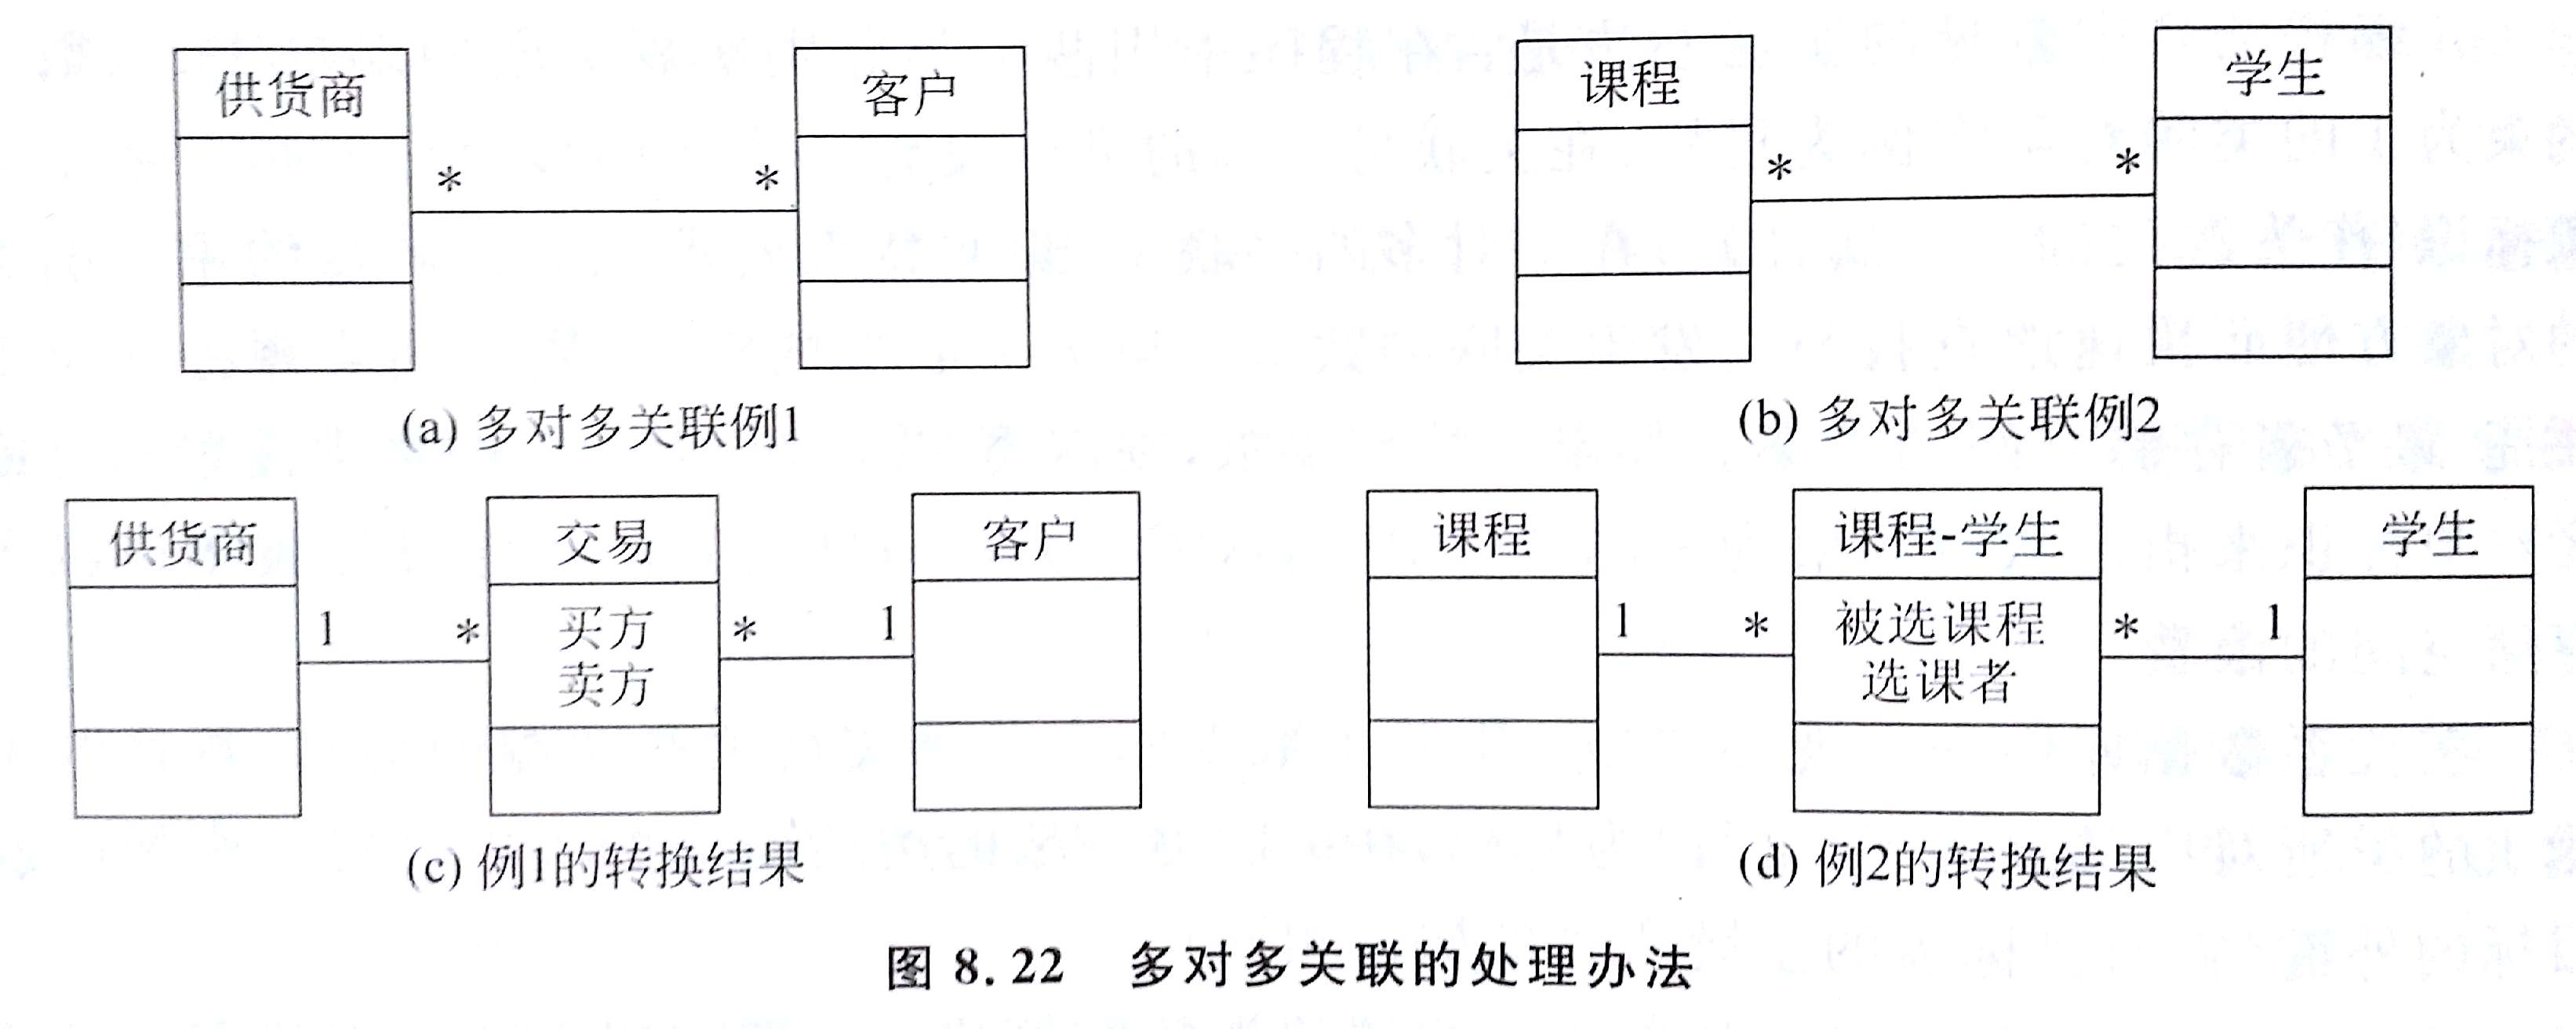 供货商
*
*
客户
(a) 多对多关联例1
课程
*
*
学生
(b) 多对多关联例2
供货商
1
*
交易
买方
卖方
*
1
客户
(c) 例1的转换结果
课程
1
*
课程-学生
被选课程
选课者
*
1
学生
(d) 例2的转换结果
图 8.22 多对多关联的处理办法